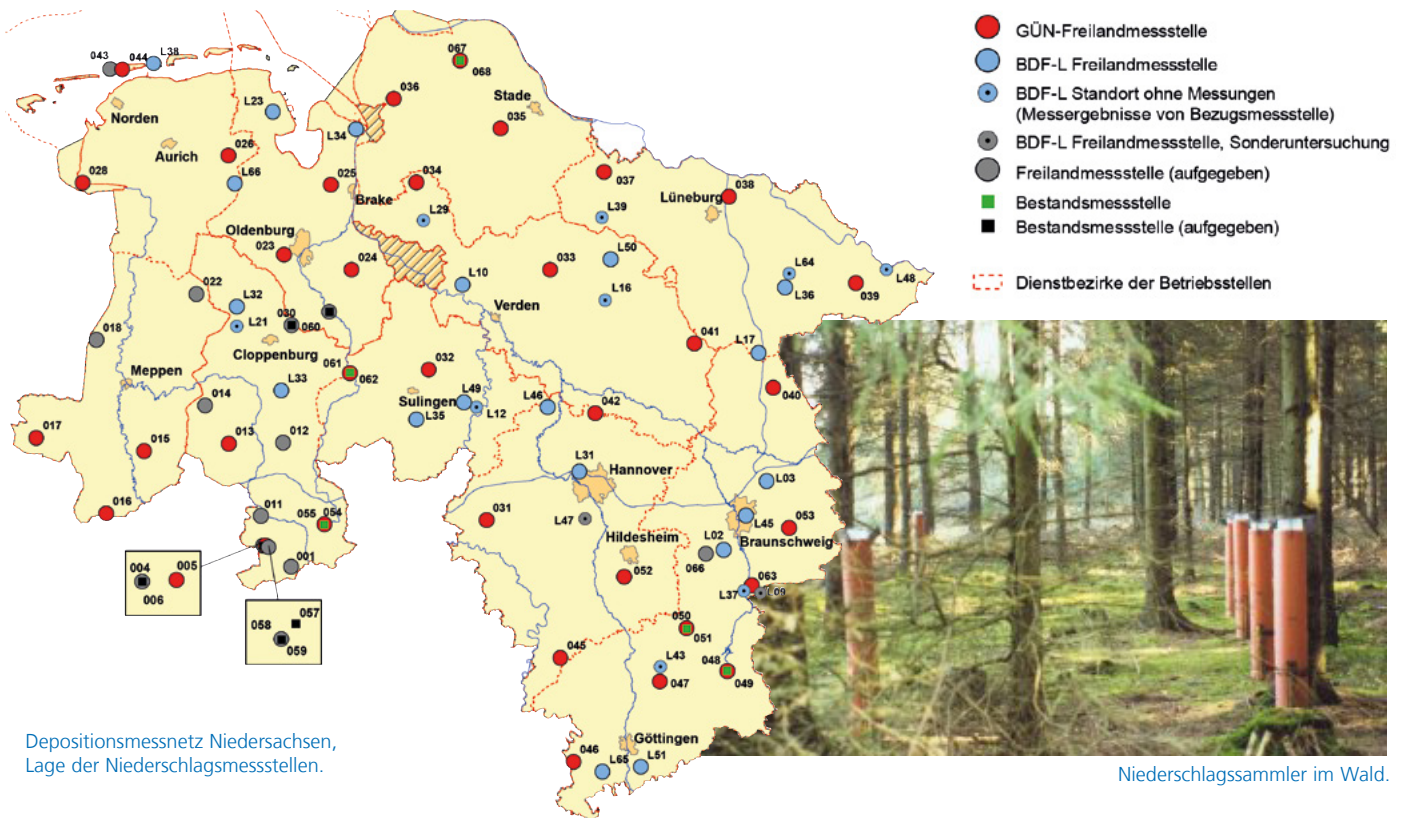 GÜN-Freilandmessstelle
BDF-L Freilandmessstelle
BDF-L Standort ohne Messungen
(Messergebnisse von Bezugsmessstelle)
BDF-L Freilandmessstelle, Sonderuntersuchung
Freilandmessstelle (aufgegeben)
Bestandsmessstelle
Bestandsmessstelle (aufgegeben)
Dienstbezirke der Betriebsstellen
043
044
L38
067
068
036
Stade
035
Norden
L23
L34
Aurich
026
028
L66
025
Brake
034
L29
037
L39
Lüneburg
038
Oldenburg
023
024
L10
033
L50
L16
L64
L36
039
L48
022
L32
L21
030
060
Verden
018
Cloppenburg
041
L17
Meppen
061
062
032
L33
Sulingen
L49
L12
L35
L46
042
040
014
017
015
013
012
L31
Hannover
L03
016
011
055
054
031
L47
L45
053
Braunschweig
Hildesheim
L02
066
001
052
063
L37
L09
004
005
006
057
058
059
050
051
045
L43
047
048
049
Göttingen
046
L65
L51
Depositionsmessnetz Niedersachsen,
Lage der Niederschlagsmessstellen.
Niederschlagssammler im Wald.